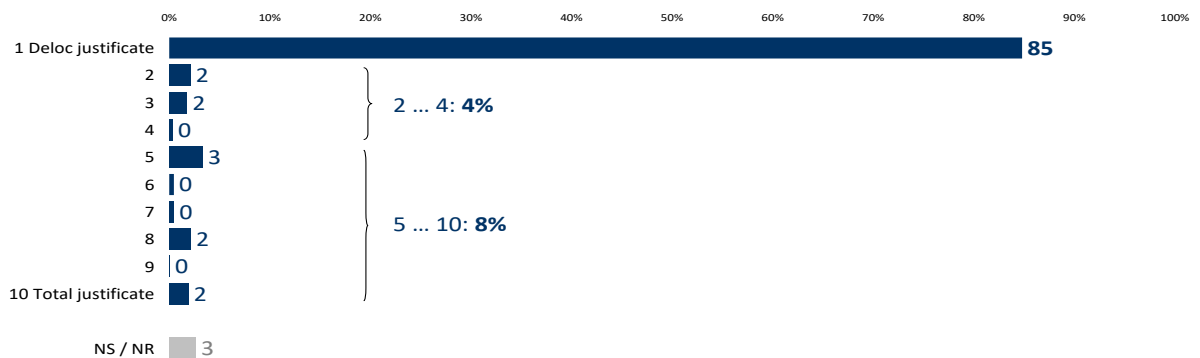 0% 10% 20% 30% 40% 50% 60% 70% 80% 90% 100%
1 Deloc justificate 85
2 2
3 2
4 0
2 ... 4: 4%
5 3
6 0
7 0
8 2
9 0
10 Total justificate 2
5 ... 10: 8%
NS / NR 3